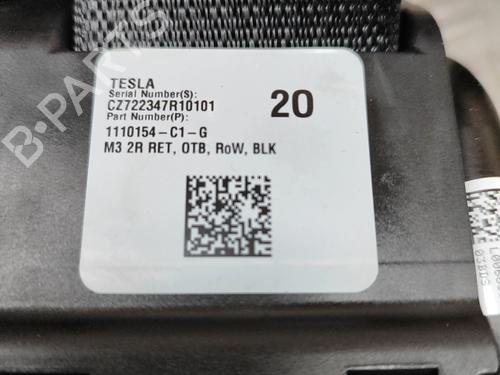 TESLA
Serial Number(S):
CZ722347R10101
20
Part Number(P):
1110154-C1-G
M3 2R RET, OTB, RoW, BLK